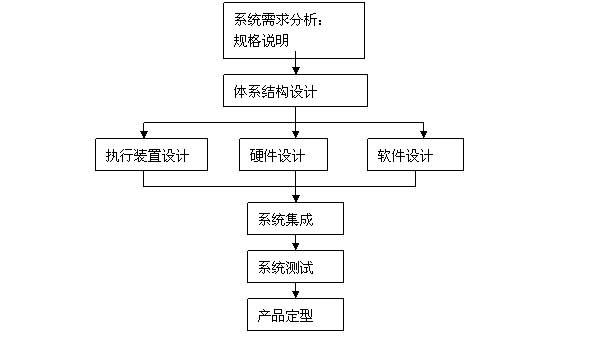 系统需求分析：
规格说明
体系结构设计
执行装置设计
硬件设计
软件设计
系统集成
系统测试
产品定型